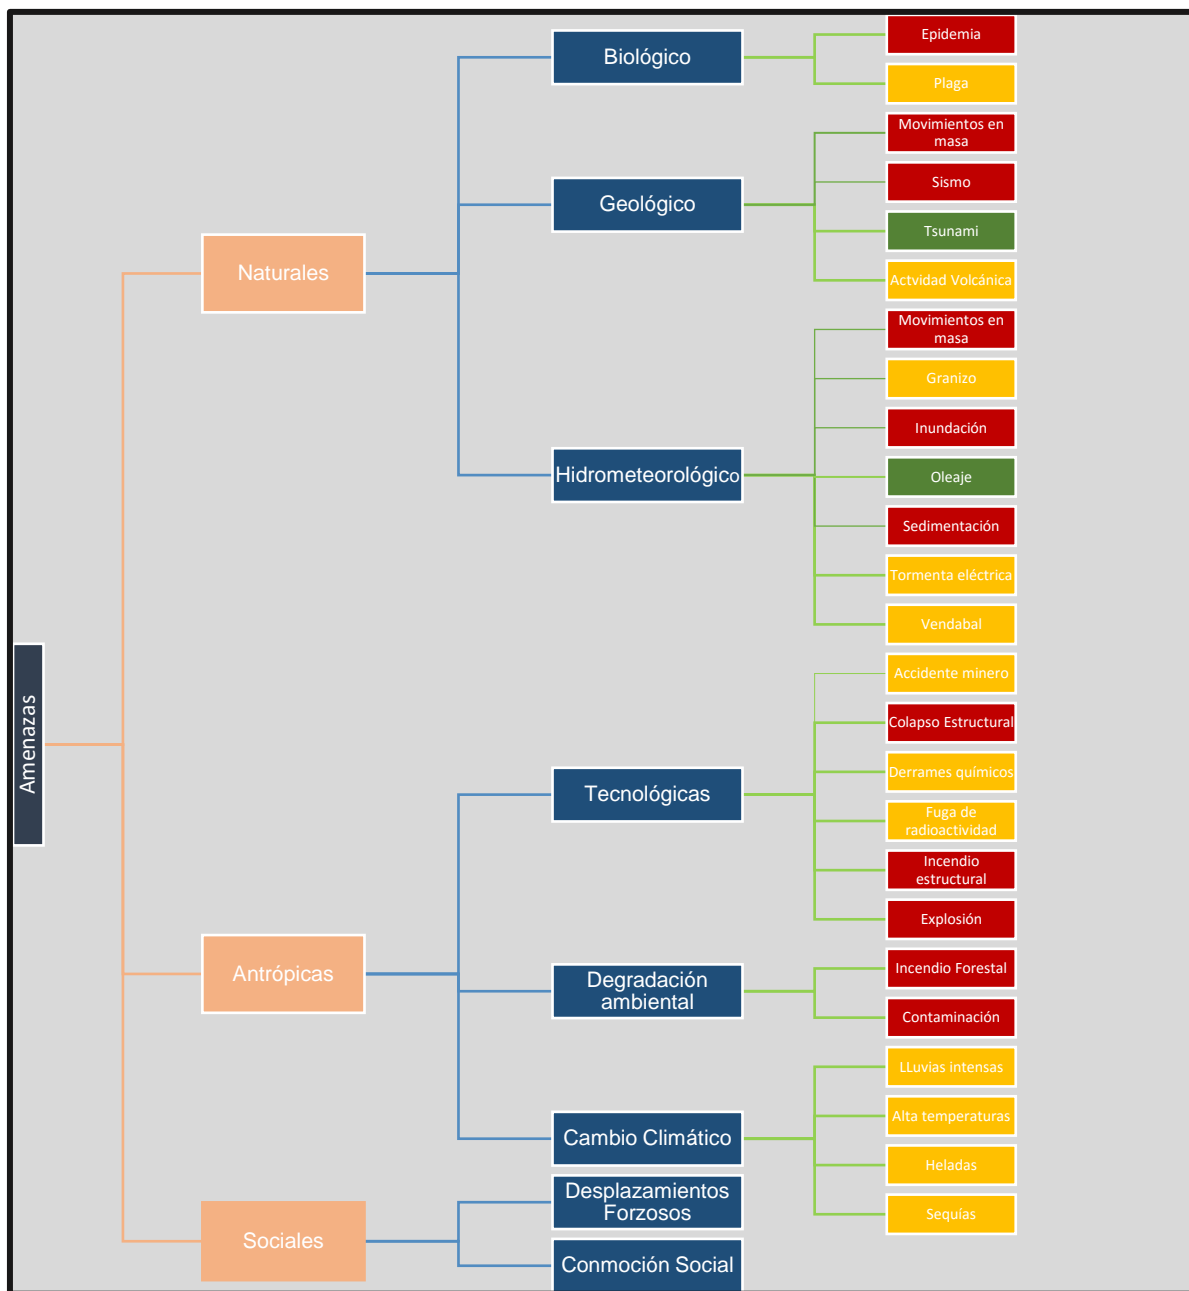 Amenazas
Naturales
Biológico
Epidemia
Plaga
Geológico
Movimientos en
masa
Sismo
Tsunami
Actvidad Volcánica
Hidrometeorológico
Movimientos en
masa
Granizo
Inundación
Oleaje
Sedimentación
Tormenta eléctrica
Vendabal
Antrópicas
Tecnológicas
Accidente minero
Colapso Estructural
Derrames químicos
Fuga de
radioactividad
Incendio
estructural
Explosión
Degradación
ambiental
Incendio Forestal
Contaminación
Cambio Climático
LLuvias intensas
Alta temperaturas
Heladas
Sequías
Sociales
Desplazamientos
Forzosos
Conmoción Social